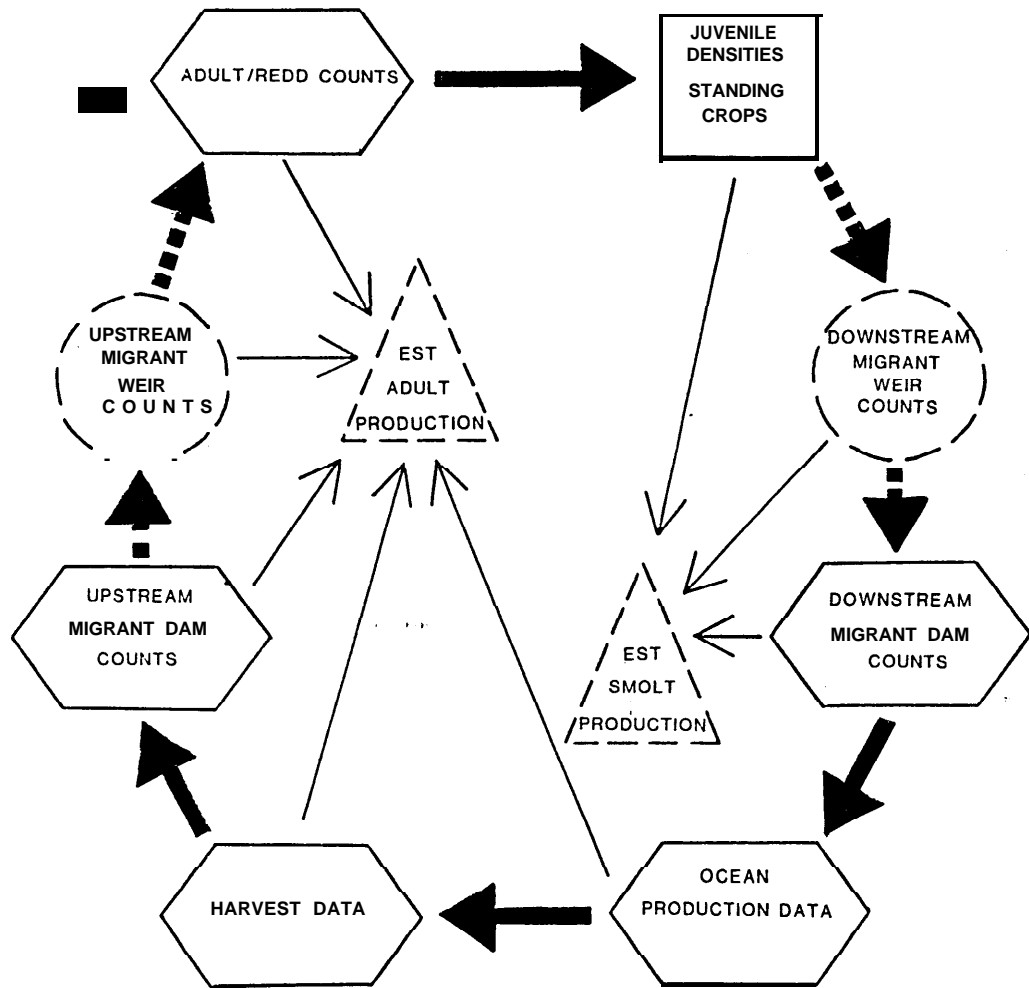 ADULT/REDD COUNTS
JUVENILE
DENSITIES
STANDING
CROPS
UPSTREAM
MIGRANT
WEIR
COUNTS
EST
ADULT
PRODUCTION
DOWNSTREAM
MIGRANT
WEIR
COUNTS
UPSTREAM
MIGRANT DAM
COUNTS
EST
SMOLT
PRODUCTION
DOWNSTREAM
MIGRANT DAM
COUNTS
HARVEST DATA
OCEAN
PRODUCTION DATA